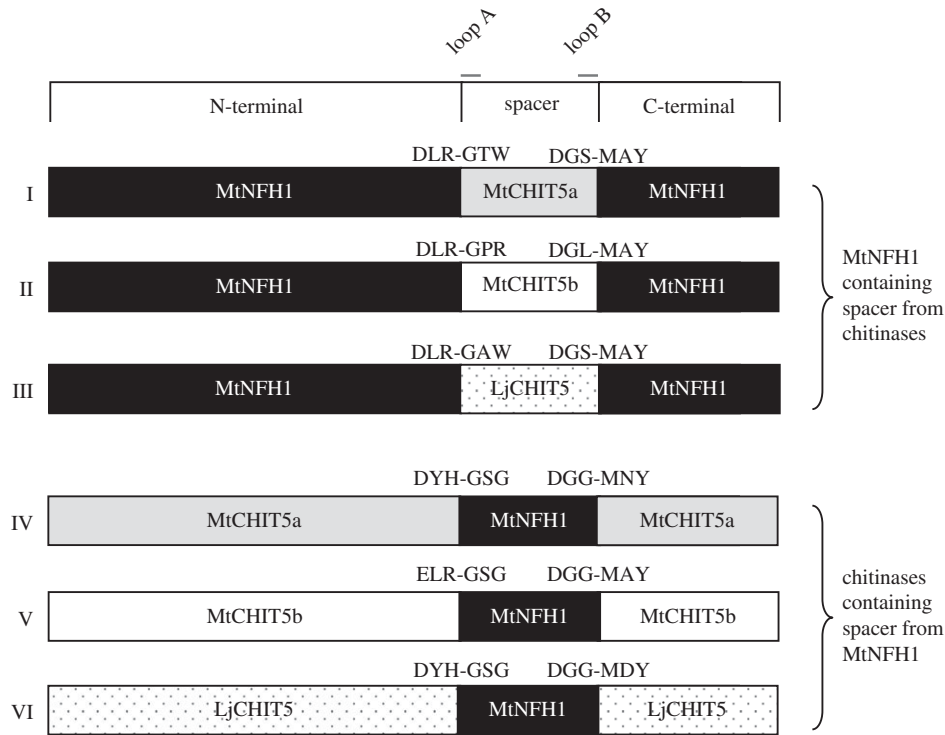 loop A loop B
N-terminal spacer C-terminal
DLR-GTW DGS-MAY
I MtNFH1 MtCHIT5a MtNFH1
DLR-GPR DGL-MAY
II MtNFH1 MtCHIT5b MtNFH1
DLR-GAW DGS-MAY
III MtNFH1 LjCHIT5 MtNFH1
MtNFH1
containing
spacer from
chitinases
DYH-GSG DGG-MNY
IV MtCHIT5a MtNFH1 MtCHIT5a
ELR-GSG DGG-MAY
V MtCHIT5b MtNFH1 MtCHIT5b
DYH-GSG DGG-MDY
VI LjCHIT5 MtNFH1 LjCHIT5
chitinases
containing
spacer from
MtNFH1